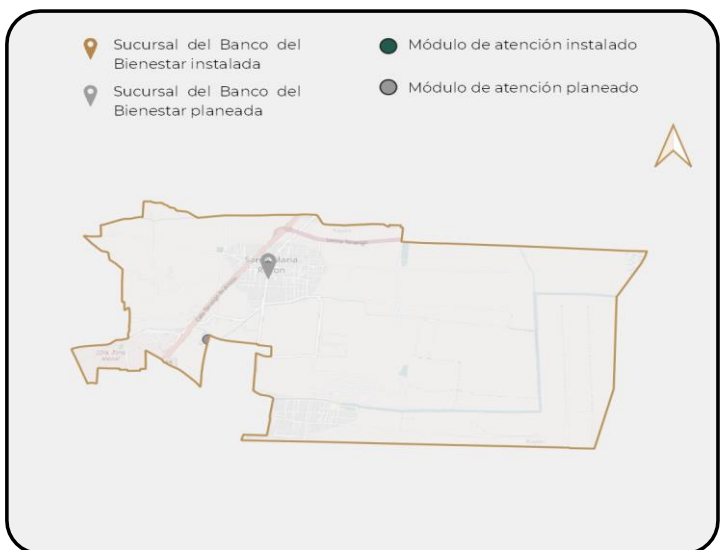 Sucursal del Banco del
Bienestar instalada
Sucursal del Banco del
Bienestar planeada
Módulo de atención instalado
Módulo de atención planeado